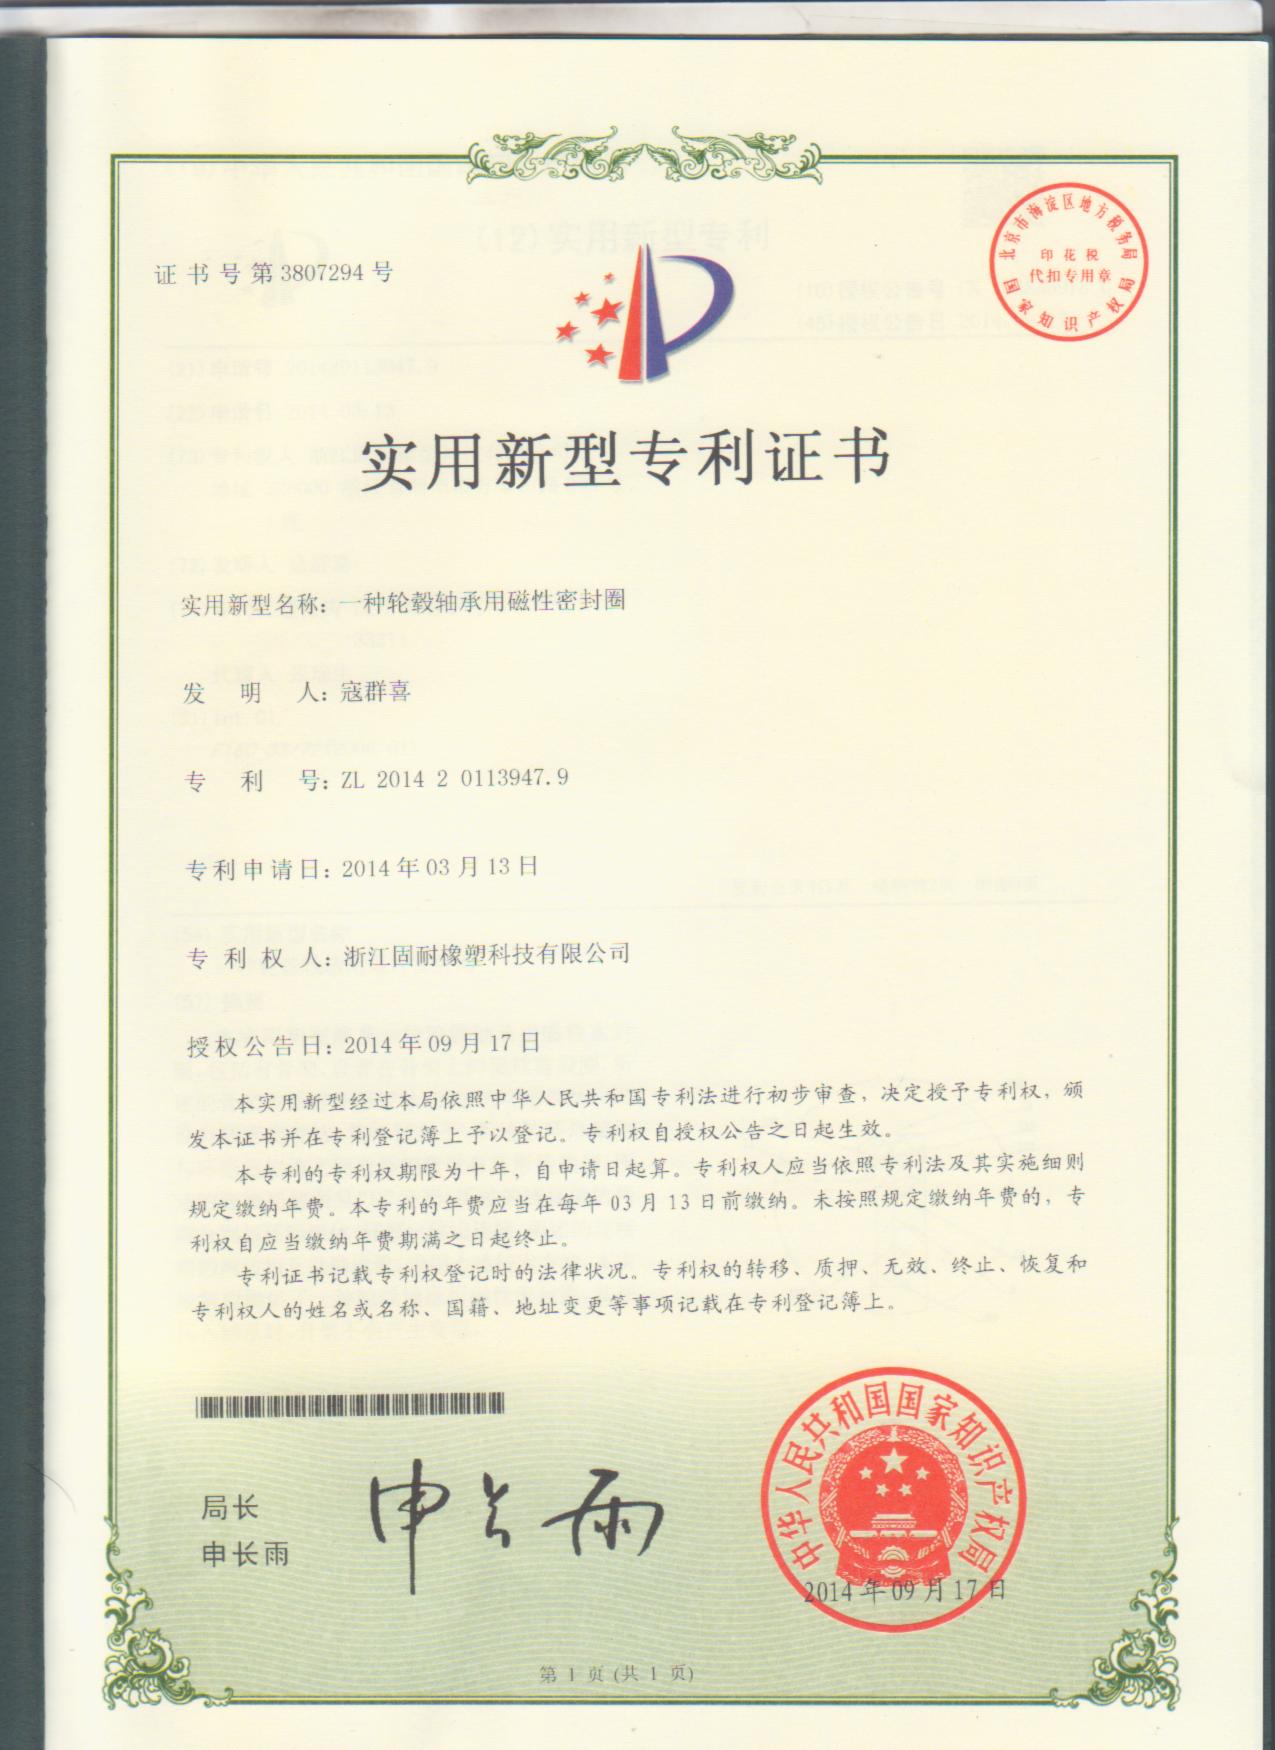 证书号第3807294号
北京市海淀区地方税务局
印花税
代扣专用章
国家知识产权局
实用新型专利证书
实用新型名称：一种轮毂轴承用磁性密封圈
发明人：寇群喜
专利号：ZL 2014 2 0113947.9
专利申请日：2014年03月13日
专利权人：浙江固耐橡塑科技有限公司
授权公告日：2014年09月17日
本实用新型经过本局依照中华人民共和国专利法进行初步审查，决定授予专利权，颁
发本证书并在专利登记簿上予以登记。专利权自授权公告之日起生效。
本专利的专利权期限为十年，自申请日起算。专利权人应当依照专利法及其实施细则
规定缴纳年费。本专利的年费应当在每年03月13日前缴纳。未按照规定缴纳年费的，专
利权自应当缴纳年费期满之日起终止。
专利证书记载专利权登记时的法律状况。专利权的转移、质押、无效、终止、恢复和
专利权人的姓名或名称、国籍、地址变更等事项记载在专利登记簿上。
局长
申长雨
申长雨
中华人民共和国国家知识产权局
2014年09月17日
第 1 页 (共 1 页)